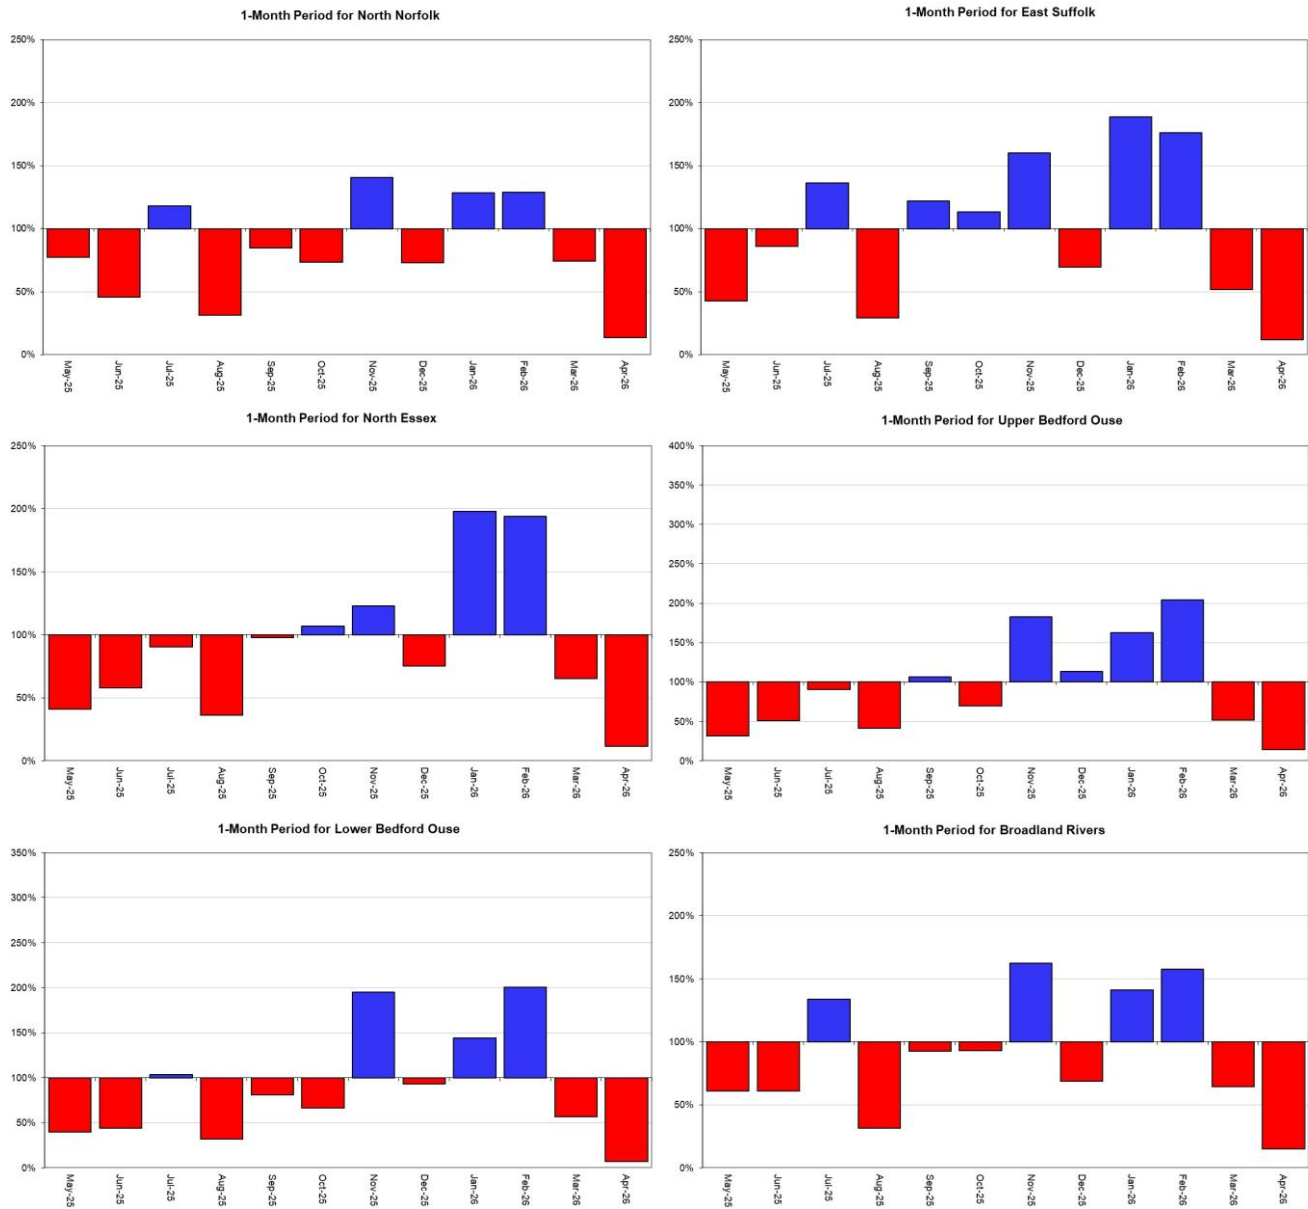 1-Month Period for North Norfolk
250%
200%
150%
100%
50%
0%
May-25
Jun-25
Jul-25
Aug-25
Sep-25
Oct-25
Nov-25
Dec-25
Jan-26
Feb-26
Mar-26
Apr-26
1-Month Period for East Suffolk
250%
200%
150%
100%
50%
0%
May-25
Jun-25
Jul-25
Aug-25
Sep-25
Oct-25
Nov-25
Dec-25
Jan-26
Feb-26
Mar-26
Apr-26
1-Month Period for North Essex
250%
200%
150%
100%
50%
0%
May-25
Jun-25
Jul-25
Aug-25
Sep-25
Oct-25
Nov-25
Dec-25
Jan-26
Feb-26
Mar-26
Apr-26
1-Month Period for Upper Bedford Ouse
400%
350%
300%
250%
200%
150%
100%
50%
0%
May-25
Jun-25
Jul-25
Aug-25
Sep-25
Oct-25
Nov-25
Dec-25
Jan-26
Feb-26
Mar-26
Apr-26
1-Month Period for Lower Bedford Ouse
350%
300%
250%
200%
150%
100%
50%
0%
May-25
Jun-25
Jul-25
Aug-25
Sep-25
Oct-25
Nov-25
Dec-25
Jan-26
Feb-26
Mar-26
Apr-26
1-Month Period for Broadland Rivers
250%
200%
150%
100%
50%
0%
May-25
Jun-25
Jul-25
Aug-25
Sep-25
Oct-25
Nov-25
Dec-25
Jan-26
Feb-26
Mar-26
Apr-26